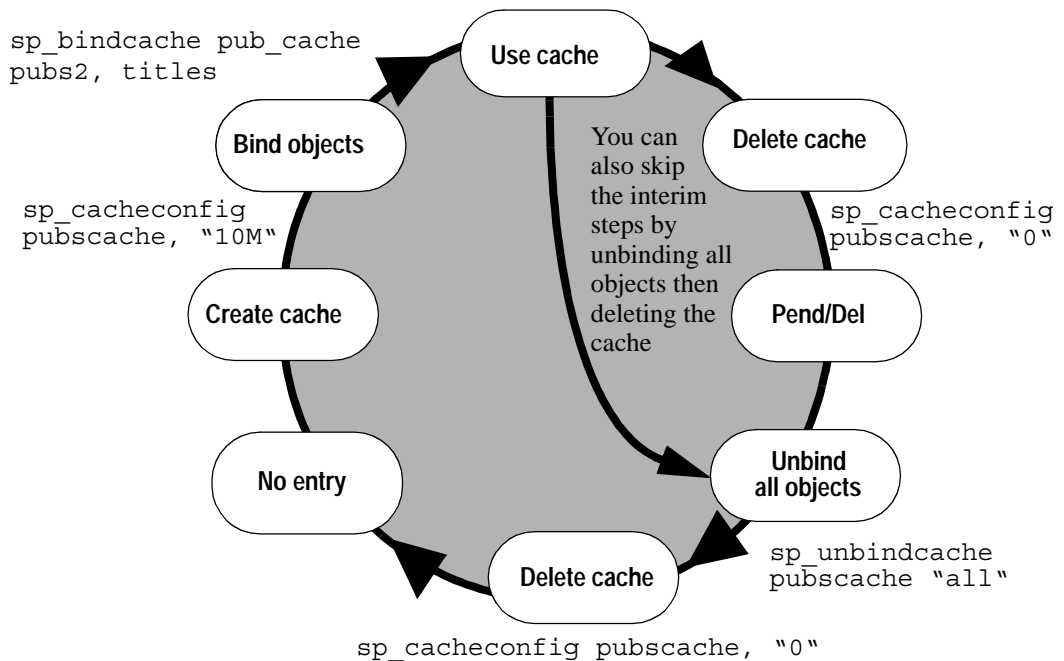 sp_bindcache pub_cache
pubs2, titles
Use cache
Bind objects
You can
also skip
the interim
steps by
unbinding all
objects then
deleting the
cache
Delete cache
sp_cacheconfig
pubscache, “10M“
sp_cacheconfig
pubscache, “0“
Create cache
Pend/Del
No entry
Unbind
all objects
sp_unbindcache
pubscache “all“
Delete cache
sp_cacheconfig pubscache, “0“